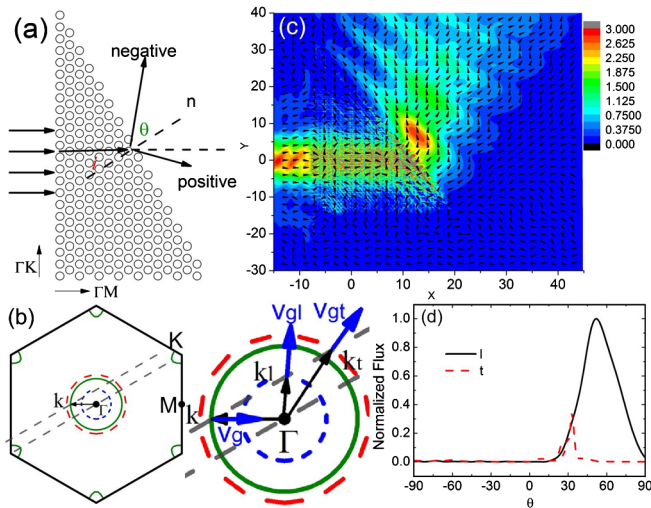 (a)
negative
n
θ
i
positive
ΓK
ΓM
(c)
40
30
20
10
0
-10
-20
-30
Y
-10
0
10
20
30
40
X
3.000
2.625
2.250
1.875
1.500
1.125
0.7500
0.3750
0.000
(b)
K
k
Γ
M
Vgl
Vgt
kl
kt
k
Vg
Γ
(d)
Normalized Flux
1.0
0.8
0.6
0.4
0.2
0.0
l
t
-90
-60
-30
0
30
60
90
θ